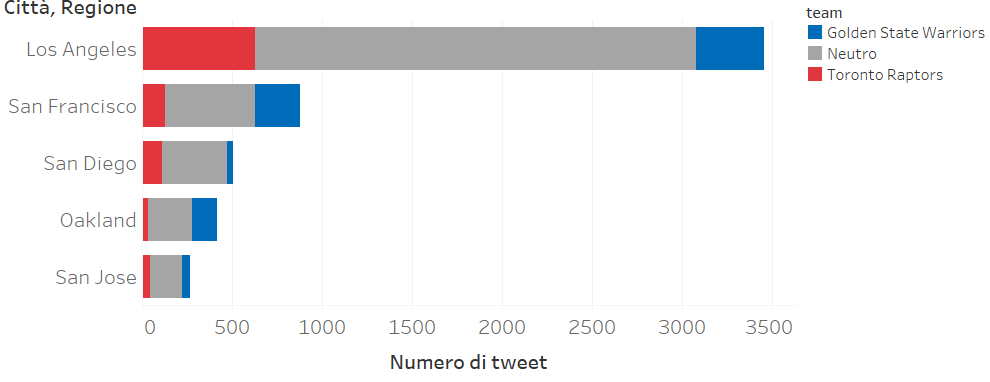 Città, Regione
Los Angeles
San Francisco
San Diego
Oakland
San Jose
0 500 1000 1500 2000 2500 3000 3500
Numero di tweet
team
Golden State Warriors
Neutro
Toronto Raptors